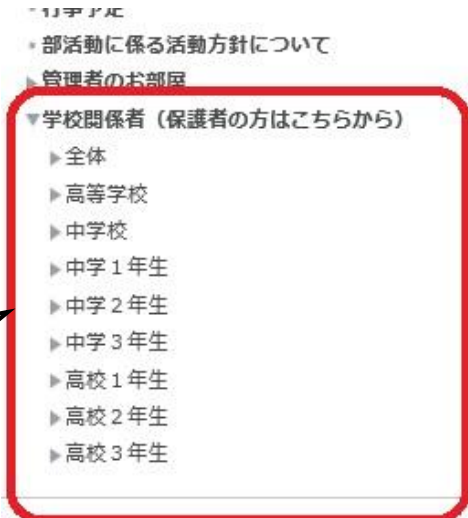 ・行事予定
・部活動に係る活動方針について
▶管理者のお部屋
▼学校関係者（保護者の方はこちらから）
▶全体
▶高等学校
▶中学校
▶中学１年生
▶中学２年生
▶中学３年生
▶高校１年生
▶高校２年生
▶高校３年生